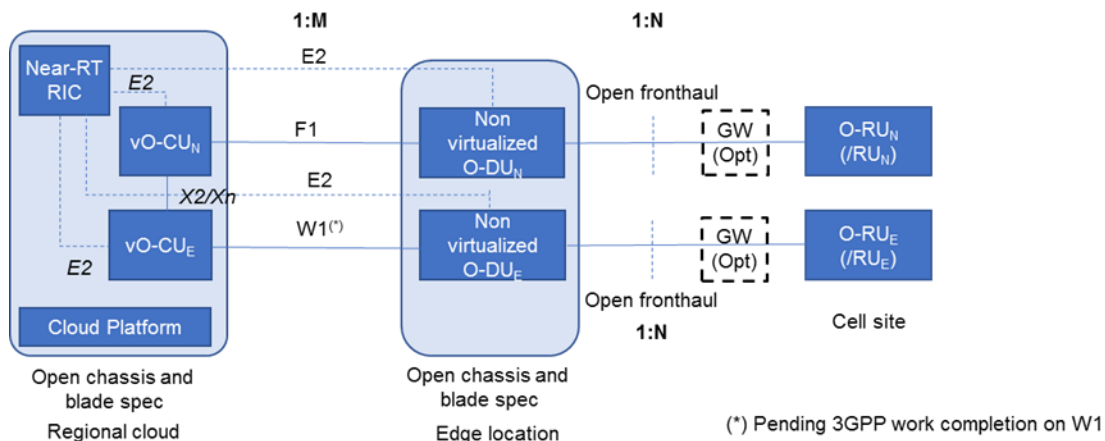 1:M
1:N
Near-RT
RIC
E2
E2
vO-CUN
F1
Non
virtualized
O-DUN
Open fronthaul
GW
(Opt)
O-RUN
(/RUN)
X2/Xn
E2
vO-CUE
W1(*)
Non
virtualized
O-DUE
GW
(Opt)
O-RUE
(/RUE)
E2
Open fronthaul
1:N
Cell site
Cloud Platform
Open chassis and
blade spec
Regional cloud
Open chassis and
blade spec
Edge location
(*) Pending 3GPP work completion on W1